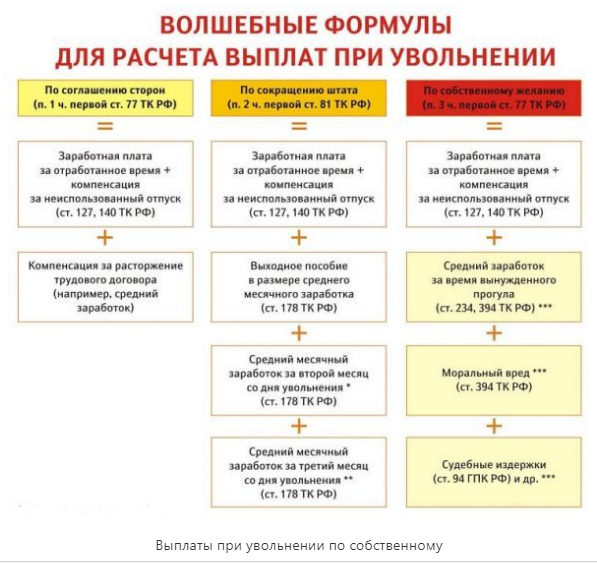 ВОЛШЕБНЫЕ ФОРМУЛЫ
ДЛЯ РАСЧЕТА ВЫПЛАТ ПРИ УВОЛЬНЕНИИ
По соглашению сторон
(п. 1 ч. первой ст. 77 ТК РФ)
=
Заработная плата
за отработанное время +
компенсация
за неиспользованный отпуск
(ст. 127, 140 ТК РФ)
+
Компенсация за расторжение
трудового договора
(например, средний
заработок)
По сокращению штата
(п. 2 ч. первой ст. 81 ТК РФ)
=
Заработная плата
за отработанное время +
компенсация
за неиспользованный отпуск
(ст. 127, 140 ТК РФ)
+
Выходное пособие
в размере среднего
месячного заработка
(ст. 178 ТК РФ)
+
Средний месячный
заработок за второй месяц
со дня увольнения *
(ст. 178 ТК РФ)
+
Средний месячный
заработок за третий месяц
со дня увольнения **
(ст. 178 ТК РФ)
По собственному желанию
(п. 3 ч. первой ст. 77 ТК РФ)
=
Заработная плата
за отработанное время +
компенсация
за неиспользованный отпуск
(ст. 127, 140 ТК РФ)
+
Средний заработок
за время вынужденного
прогула
(ст. 234, 394 ТК РФ) ***
+
Моральный вред ***
(ст. 394 ТК РФ)
+
Судебные издержки
(ст. 94 ГПК РФ) и др. ***
Выплаты при увольнении по собственному